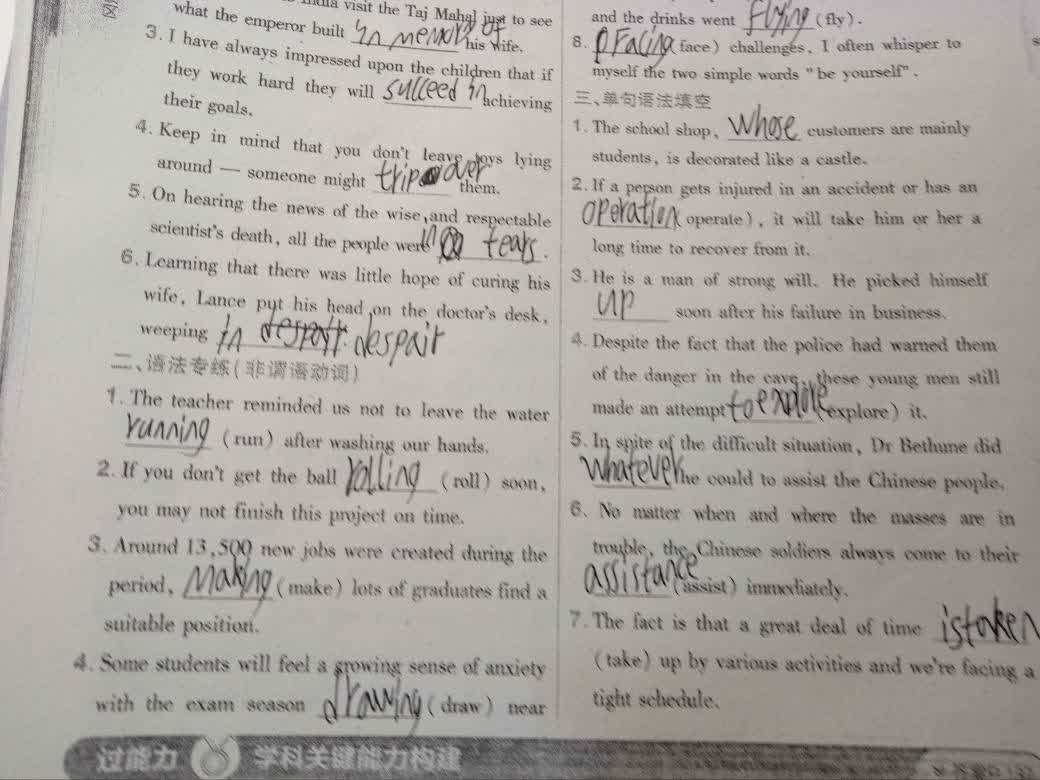 visit the Taj Mahal just to see
what the emperor built in memory of his wife.
3. I have always impressed upon the children that if
they work hard they will succeed in achieving
their goals.
4. Keep in mind that you don't leave toys lying
around — someone might trip over them.
5. On hearing the news of the wise and respectable
scientist's death, all the people were in tears.
6. Learning that there was little hope of curing his
wife, Lance put his head on the doctor's desk,
weeping in despair
二、语法专练(非谓语动词)
1. The teacher reminded us not to leave the water
running (run) after washing our hands.
2. If you don't get the ball rolling (roll) soon,
you may not finish this project on time.
3. Around 13,500 new jobs were created during the
period, making (make) lots of graduates find a
suitable position.
4. Some students will feel a growing sense of anxiety
with the exam season drawing (draw) near
and the drinks went flying (fly).
8. Facing face) challenges, I often whisper to
myself the two simple words "be yourself".
三、单句语法填空
1. The school shop, whose customers are mainly
students, is decorated like a castle.
2. If a person gets injured in an accident or has an
operation (operate), it will take him or her a
long time to recover from it.
3. He is a man of strong will. He picked himself
up soon after his failure in business.
4. Despite the fact that the police had warned them
of the danger in the cave, these young men still
made an attempt to explore (explore) it.
5. In spite of the difficult situation, Dr Bethune did
whatever he could to assist the Chinese people.
6. No matter when and where the masses are in
trouble, the Chinese soldiers always come to their
assistance (assist) immediately.
7. The fact is that a great deal of time is taken
(take) up by various activities and we're facing a
tight schedule.
过能力 学科关键能力构建